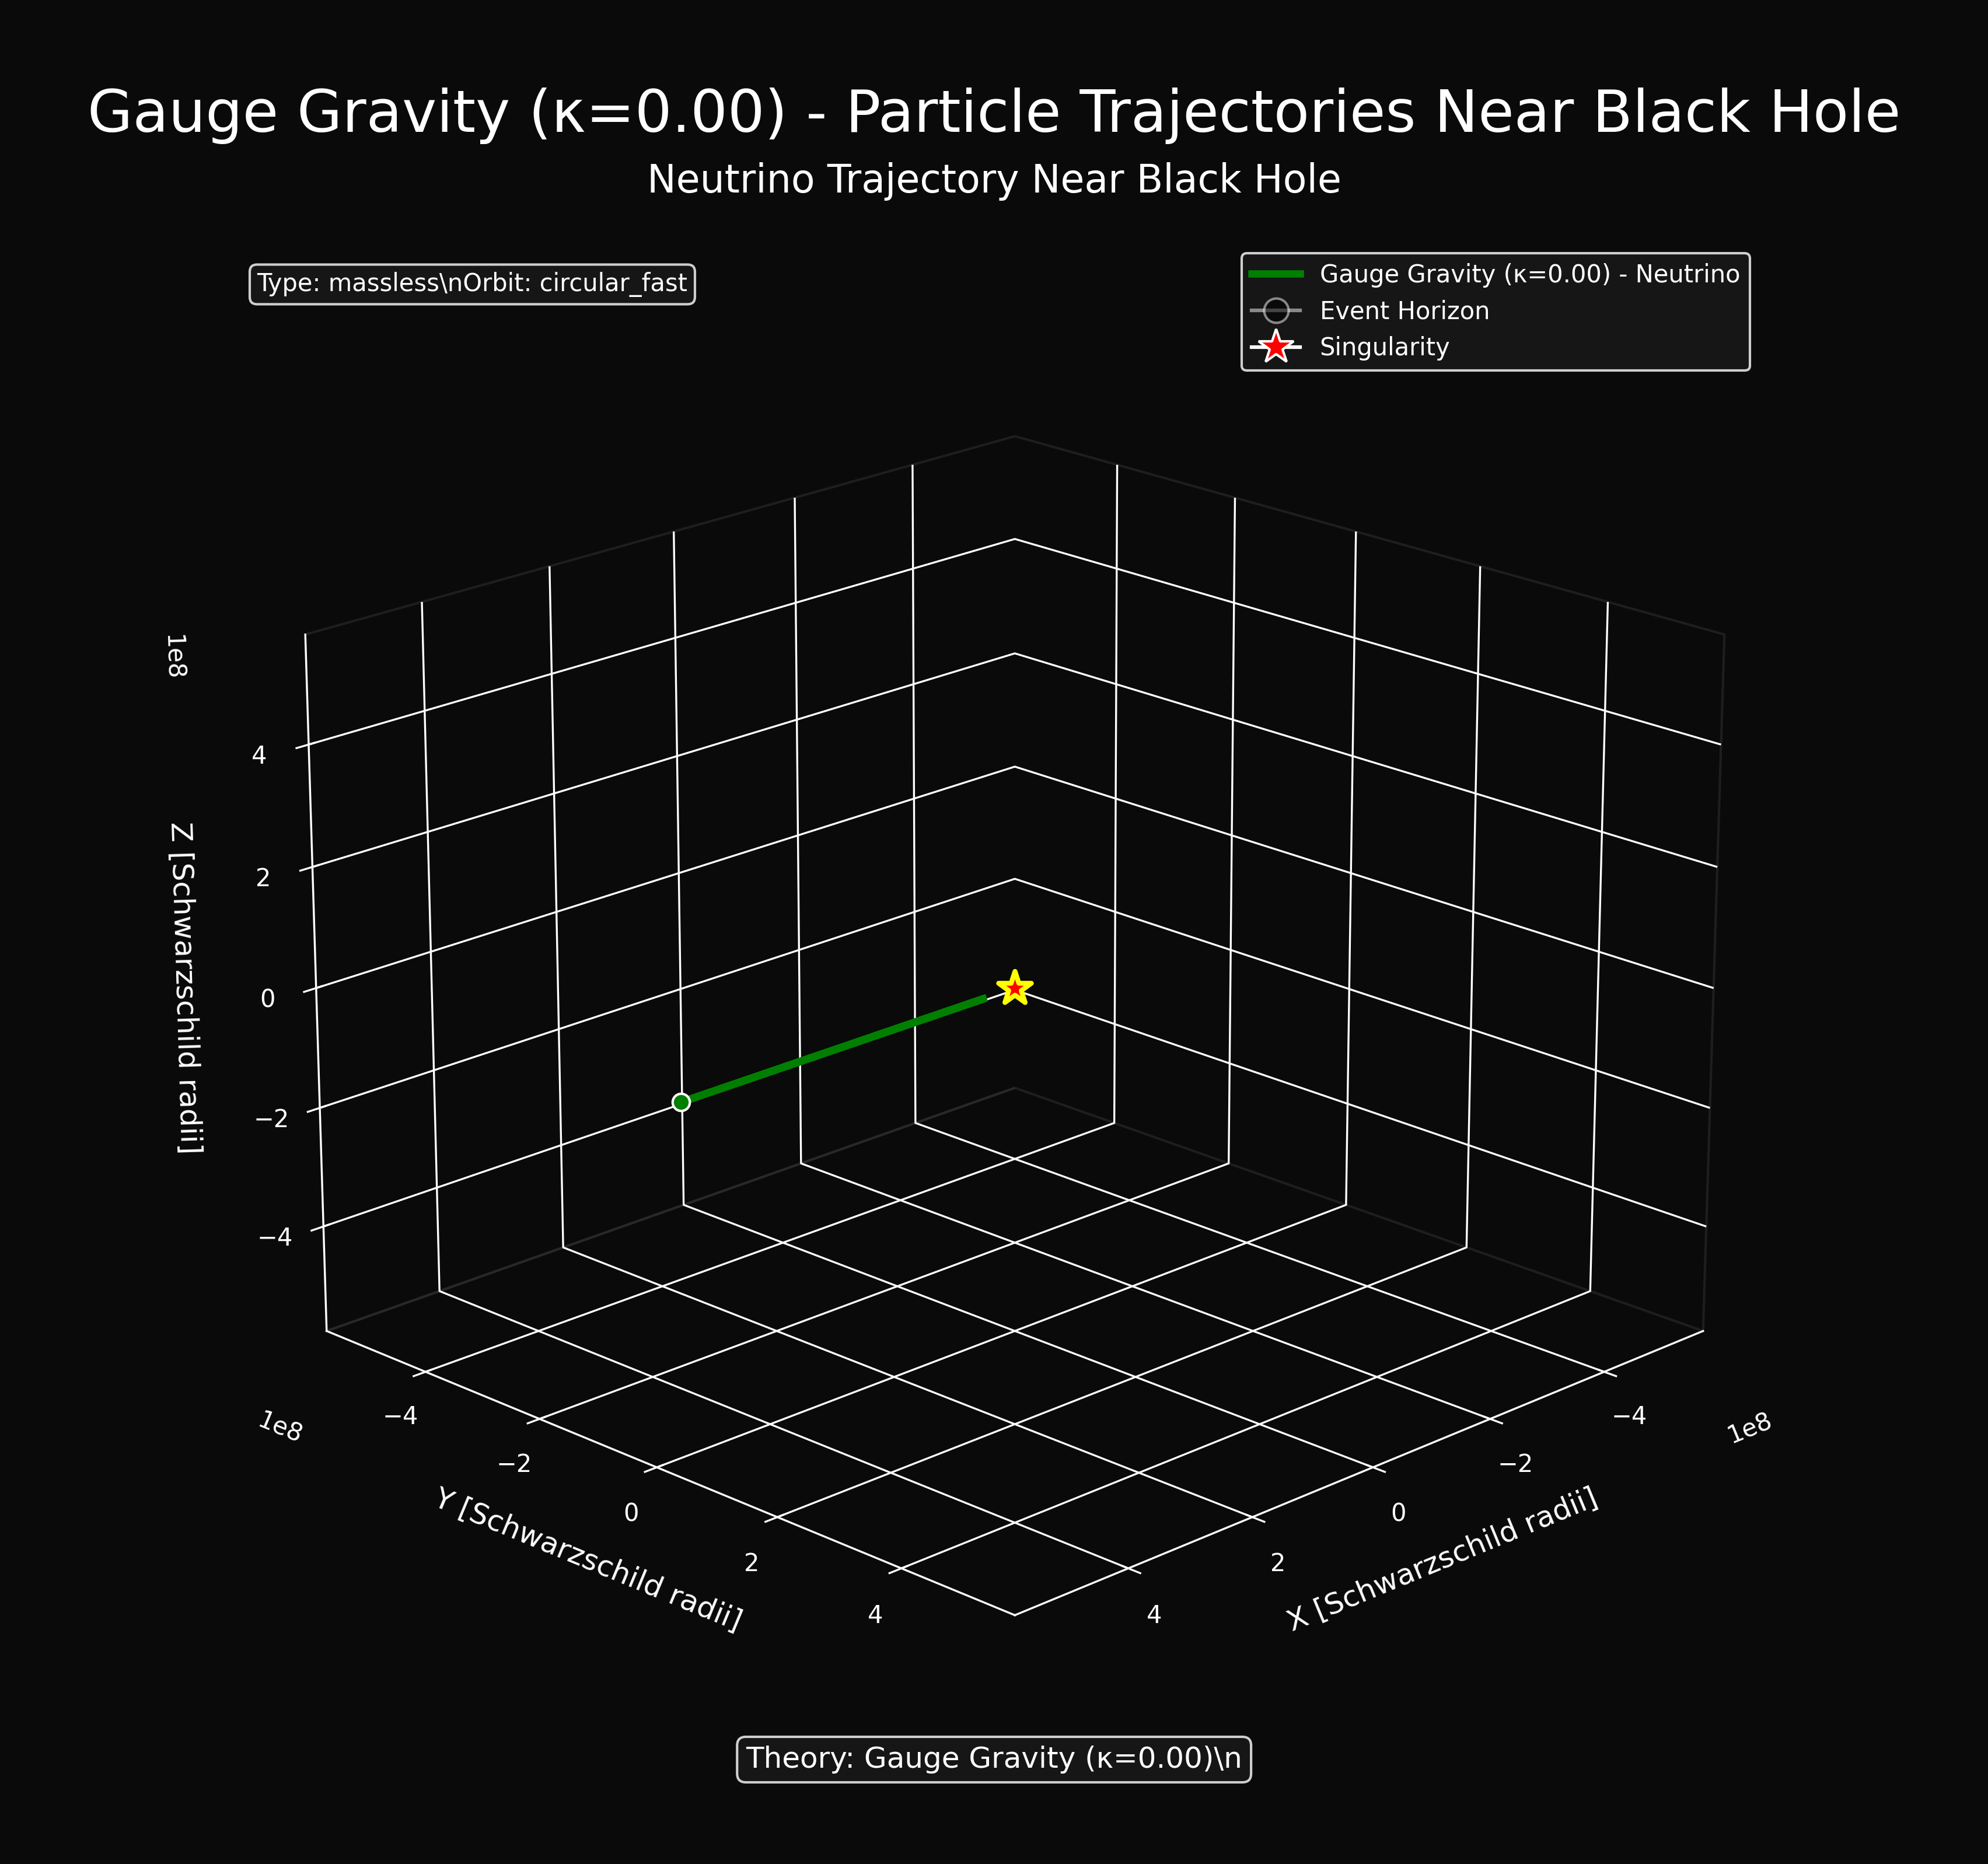 Gauge Gravity (κ=0.00) - Particle Trajectories Near Black Hole
Neutrino Trajectory Near Black Hole
Type: massless\nOrbit: circular_fast
Gauge Gravity (κ=0.00) - Neutrino
Event Horizon
Singularity
1e8
4
2
0
−2
−4
Z [Schwarzschild radii]
1e8
−4
−2
0
2
4
Y [Schwarzschild radii]
4
2
0
−2
−4
1e8
X [Schwarzschild radii]
Theory: Gauge Gravity (κ=0.00)\n